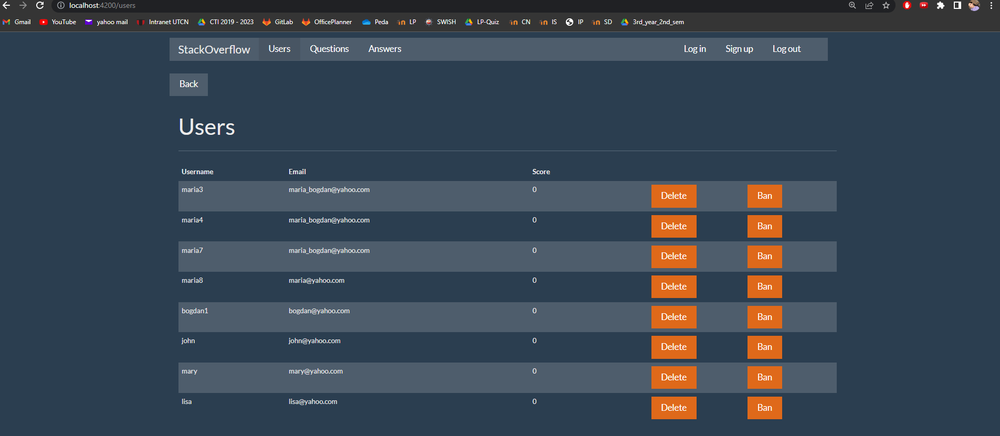 localhost:4200/users
Gmail YouTube yahoo mail Intranet UTCN CTI 2019 - 2023 GitLab OfficePlanner Peda LP SWISH LP-Quiz CN IS IP SD 3rd_year_2nd_sem
StackOverflow Users Questions Answers Log in Sign up Log out
Back
Users
Username Email Score
maria3 maria_bogdan@yahoo.com 0 Delete Ban
maria4 maria_bogdan@yahoo.com 0 Delete Ban
maria7 maria_bogdan@yahoo.com 0 Delete Ban
maria8 maria@yahoo.com 0 Delete Ban
bogdan1 bogdan@yahoo.com 0 Delete Ban
john john@yahoo.com 0 Delete Ban
mary mary@yahoo.com 0 Delete Ban
lisa lisa@yahoo.com 0 Delete Ban